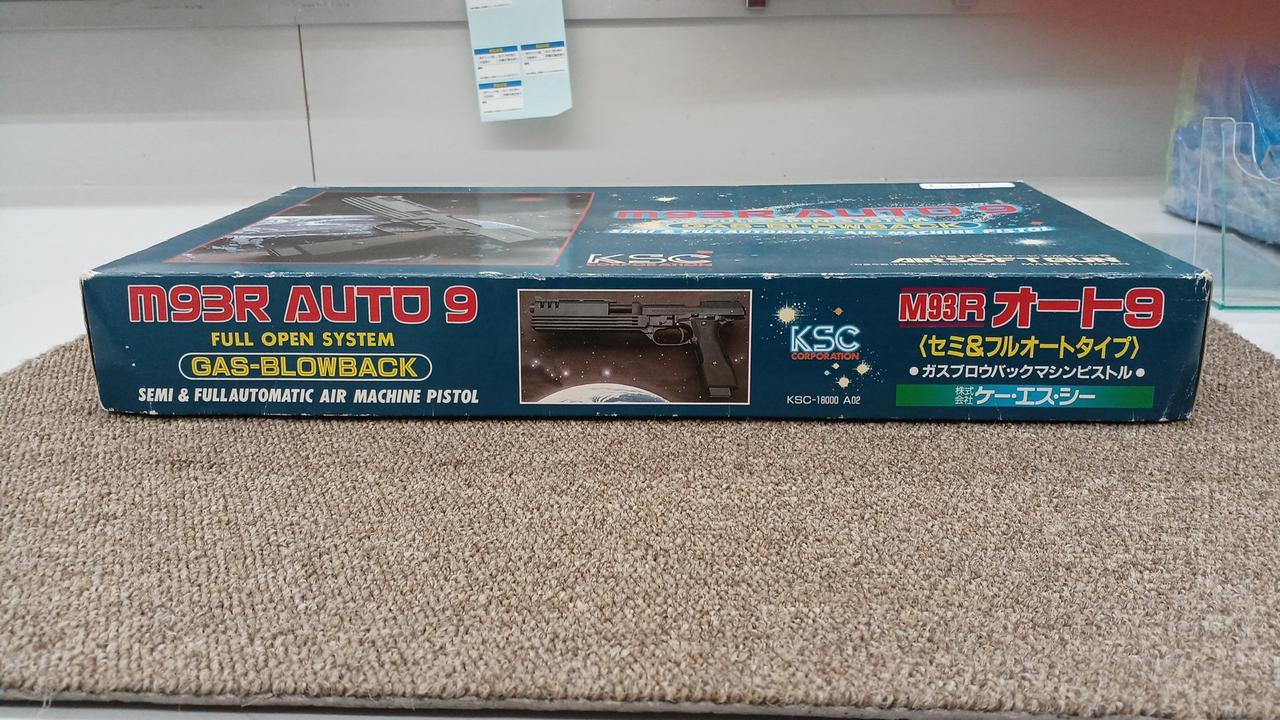 M93R AUTO 9
GAS-BLOWBACK
KSC
M93R AUTO 9
FULL OPEN SYSTEM
GAS-BLOWBACK
SEMI & FULLAUTOMATIC AIR MACHINE PISTOL
KSC
CORPORATION
KSC-18000 A02
M93R オート9
〈セミ&フルオートタイプ〉
●ガスブロウバックマシンピストル●
株式会社 ケー・エス・シー